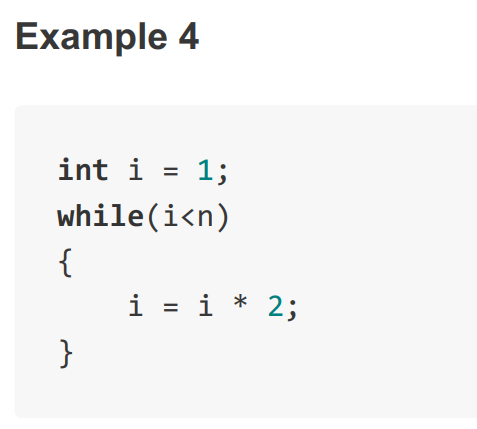 Example 4
int i = 1;
while(i<n)
{
    i = i * 2;
}